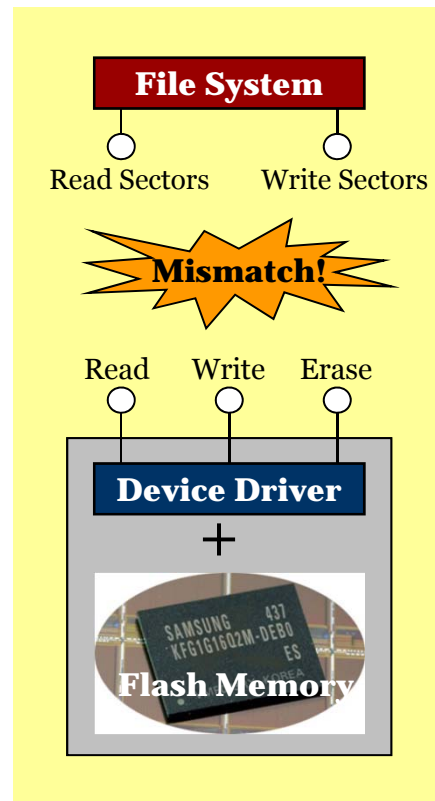 File System
Read Sectors Write Sectors
Mismatch!
Read Write Erase
Device Driver
+
SAMSUNG 437
KFG1G16Q2M-DEB0
ES
Flash Memory
KOREA